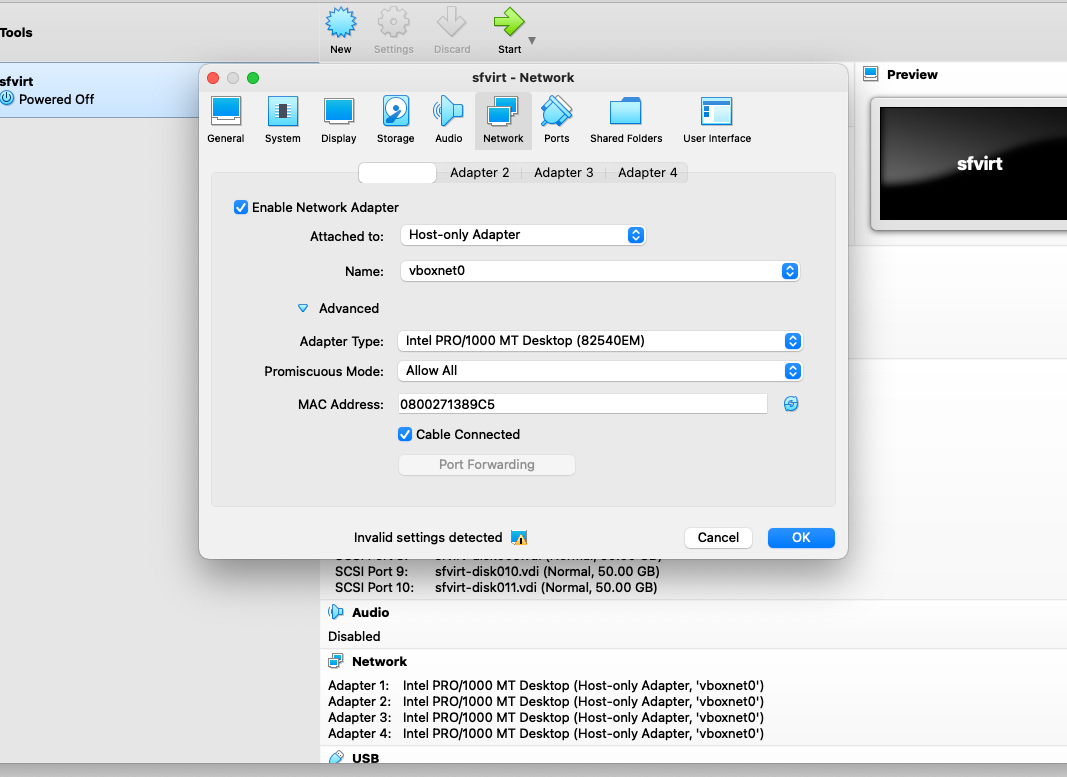 Tools
New
Settings
Discard
Start
sfvirt
Powered Off
sfvirt - Network
Preview
sfvirt
General
System
Display
Storage
Audio
Network
Ports
Shared Folders
User Interface
Adapter 2
Adapter 3
Adapter 4
Enable Network Adapter
Attached to: Host-only Adapter
Name: vboxnet0
Advanced
Adapter Type: Intel PRO/1000 MT Desktop (82540EM)
Promiscuous Mode: Allow All
MAC Address: 0800271389C5
Cable Connected
Port Forwarding
Invalid settings detected
Cancel
OK
SCSI Port 9: sfvirt-disk010.vdi (Normal, 50.00 GB)
SCSI Port 10: sfvirt-disk011.vdi (Normal, 50.00 GB)
Audio
Disabled
Network
Adapter 1: Intel PRO/1000 MT Desktop (Host-only Adapter, 'vboxnet0')
Adapter 2: Intel PRO/1000 MT Desktop (Host-only Adapter, 'vboxnet0')
Adapter 3: Intel PRO/1000 MT Desktop (Host-only Adapter, 'vboxnet0')
Adapter 4: Intel PRO/1000 MT Desktop (Host-only Adapter, 'vboxnet0')
USB